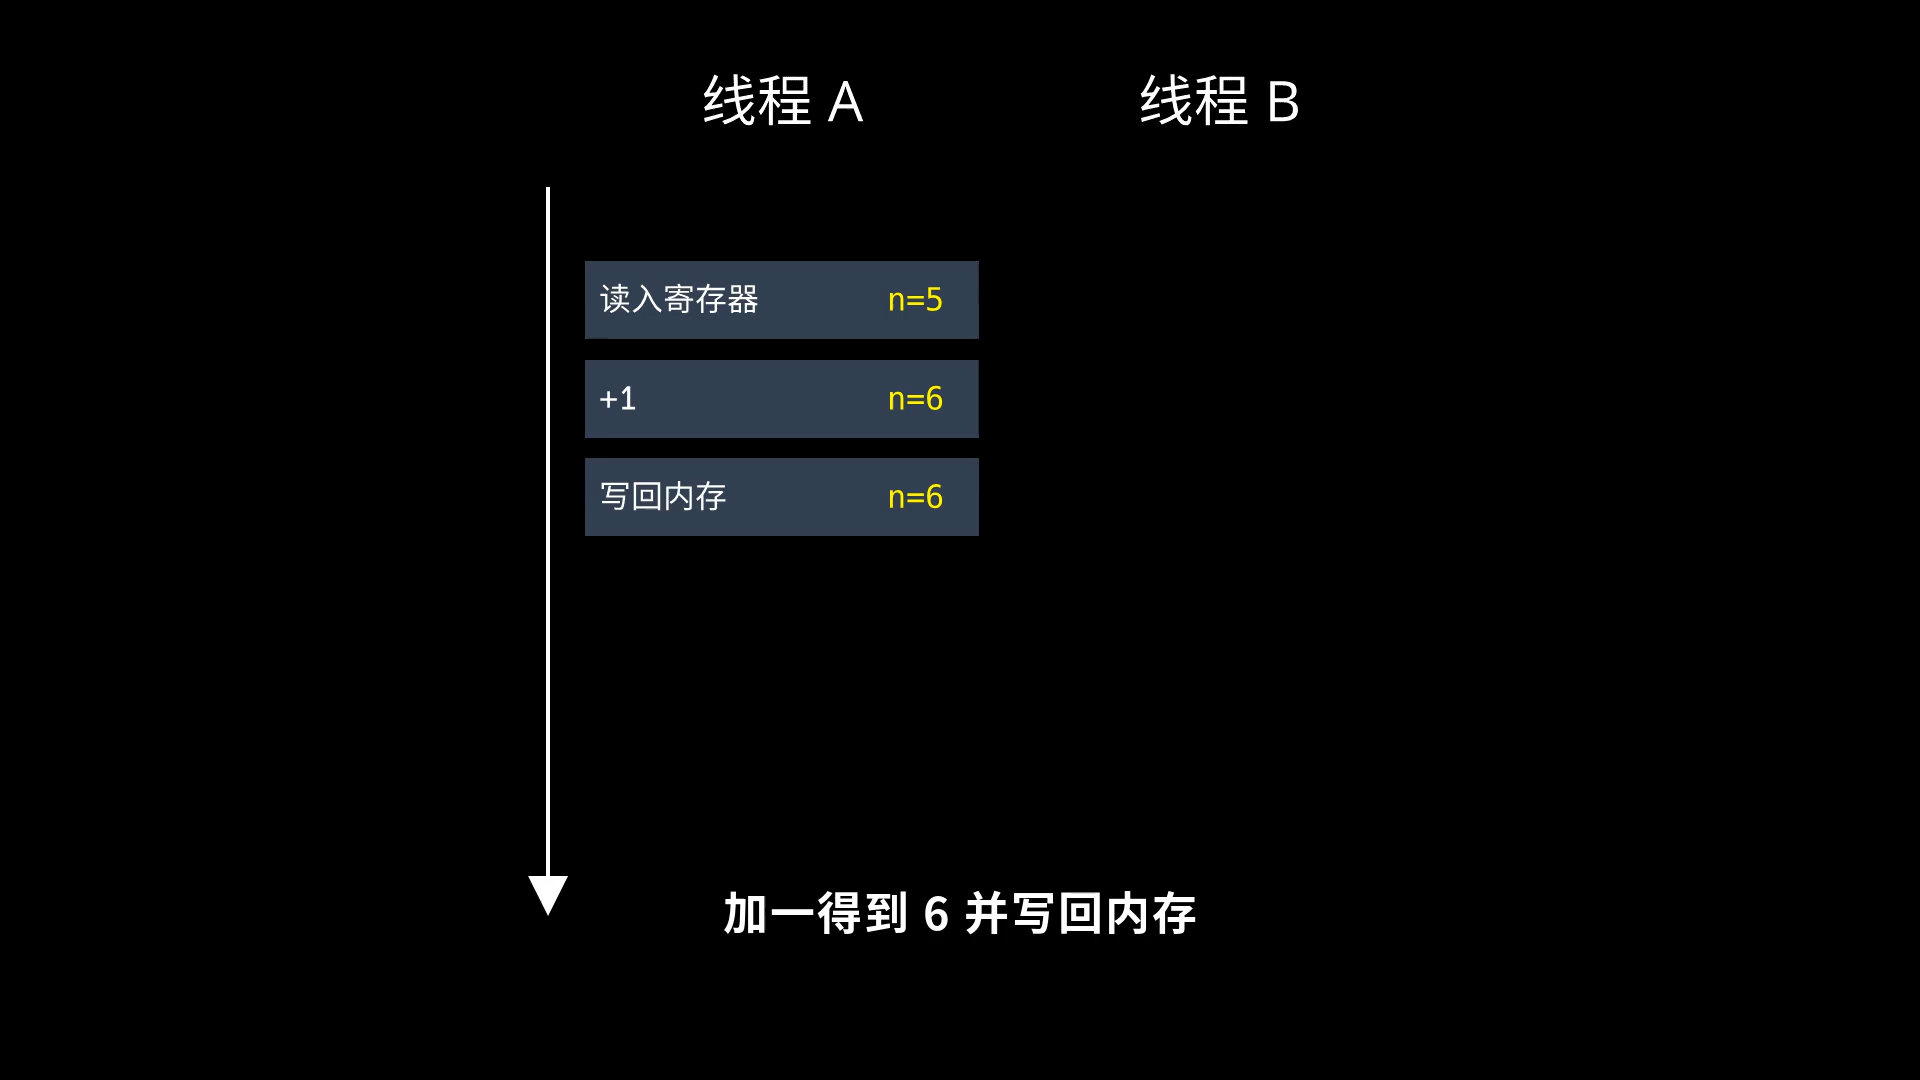 线程 A 线程 B
读入寄存器 n=5
+1 n=6
写回内存 n=6
加一得到 6 并写回内存